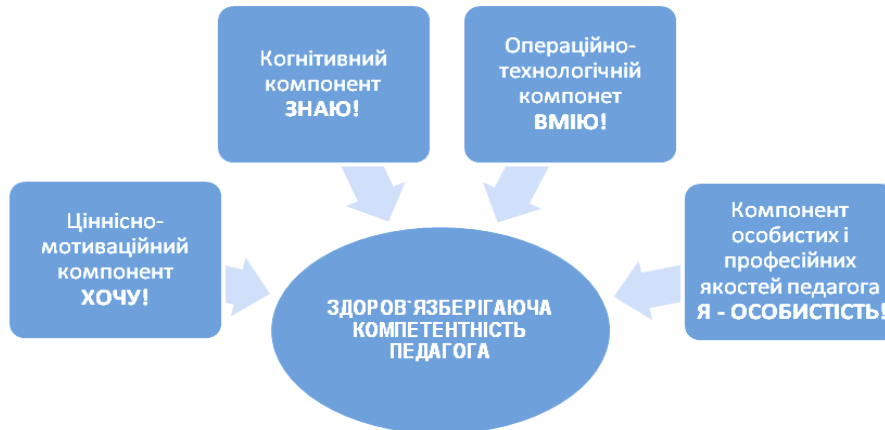 Когнітивний
компонент
ЗНАЮ!
Операційно-
технологічній
компонет
ВМІЮ!
Ціннісно-
мотиваційний
компонент
ХОЧУ!
Компонент
особистих і
професійних
якостей педагога
Я - ОСОБИСТІСТЬ!
ЗДОРОВ`ЯЗБЕРІГАЮЧА
КОМПЕТЕНТНІСТЬ
ПЕДАГОГА